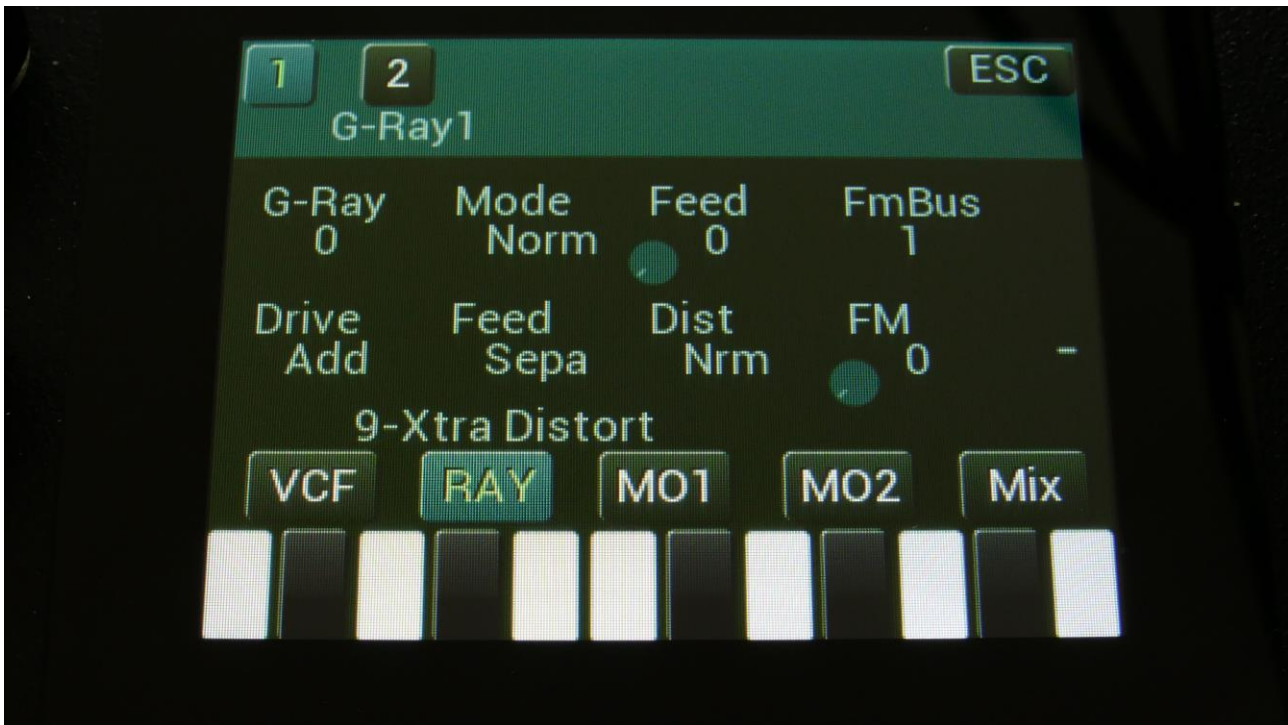 1 2 ESC
G-Ray1
G-Ray Mode Feed FmBus
0 Norm 0 1
Drive Feed Dist FM
Add Sepa Nrm 0 -
9-Xtra Distort
VCF RAY MO1 MO2 Mix